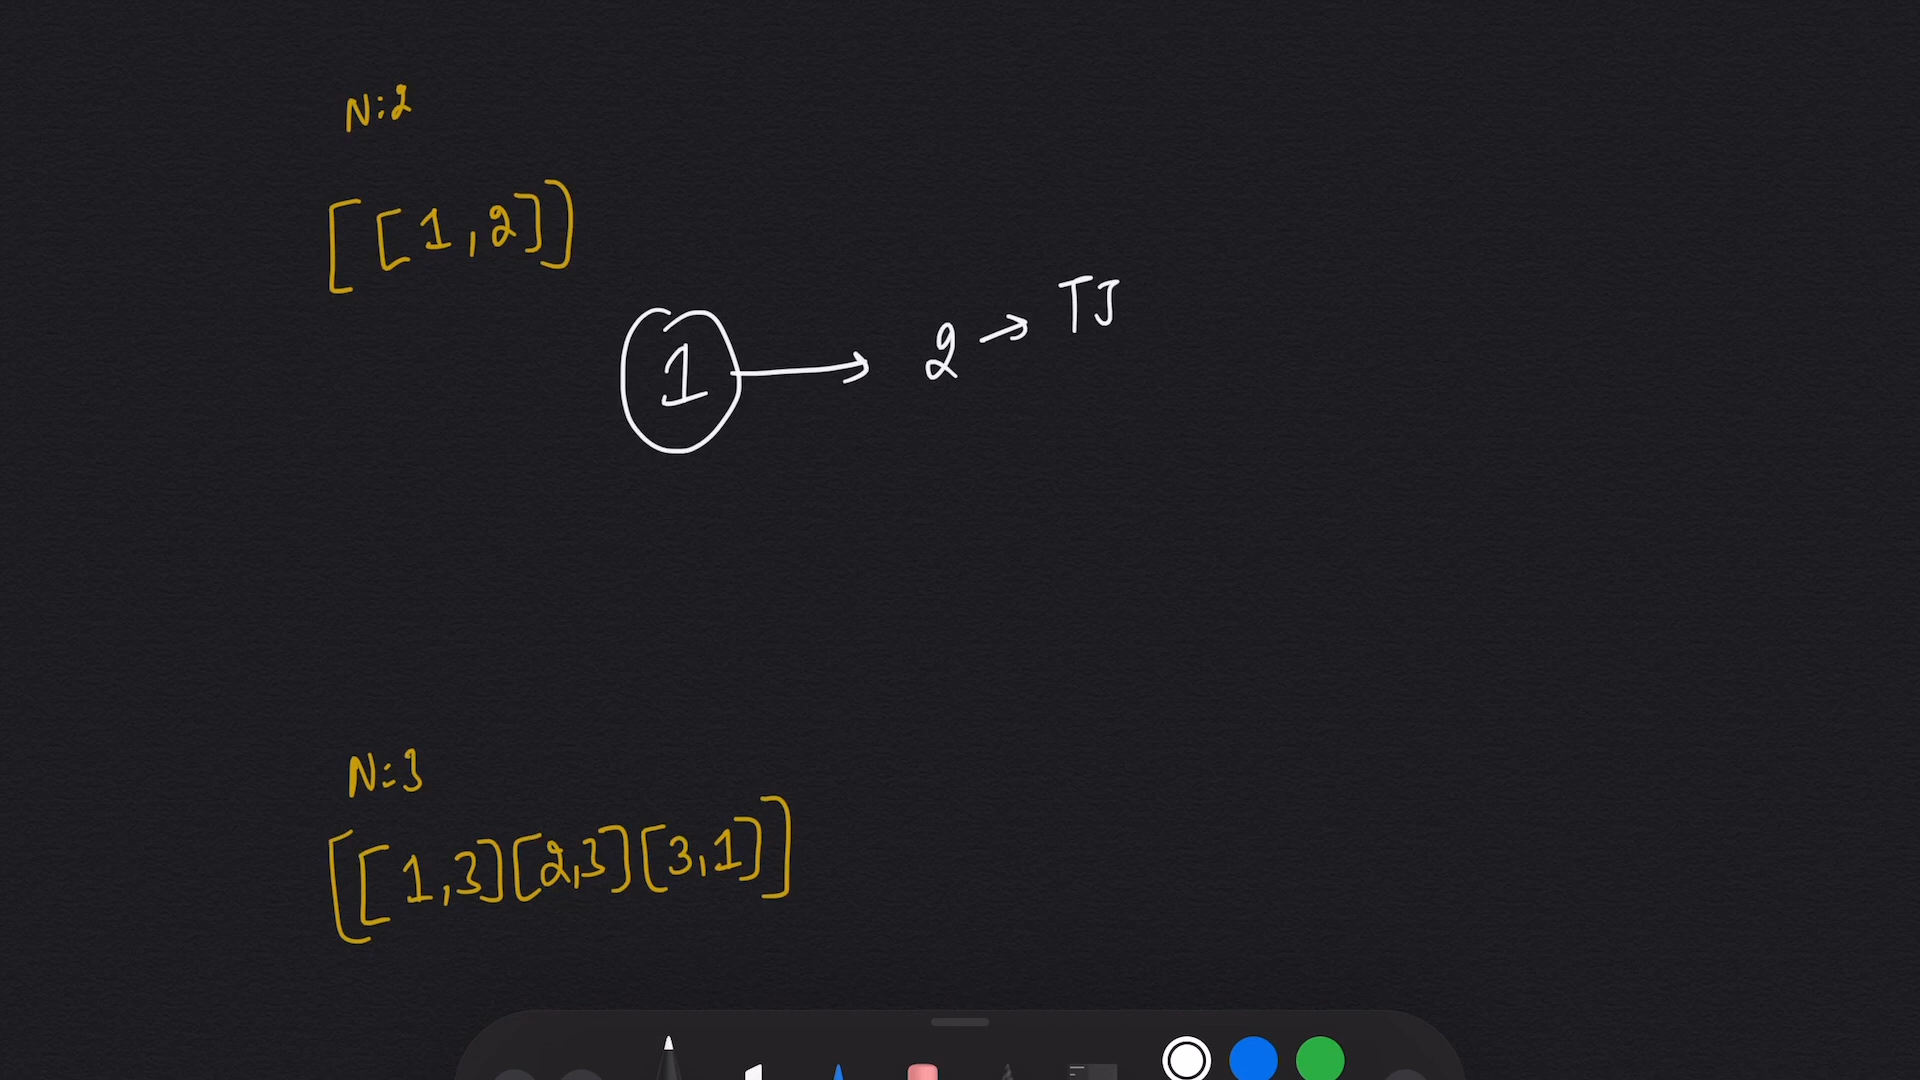 N:2
[[1,2]]
1 → 2 → TJ
N=3
[[1,3][2,3][3,1]]